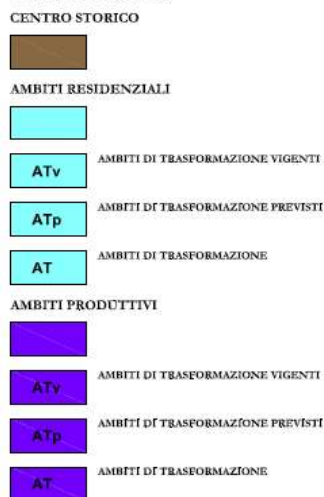 CENTRO STORICO
AMBITI RESIDENZIALI
ATv AMBITI DI TRASFORMAZIONE VIGENTI
ATp AMBITI DI TRASFORMAZIONE PREVISTI
AT AMBITI DI TRASFORMAZIONE
AMBITI PRODUTTIVI
ATv AMBITI DI TRASFORMAZIONE VIGENTI
ATp AMBITI DI TRASFORMAZIONE PREVISTI
AT AMBITI DI TRASFORMAZIONE